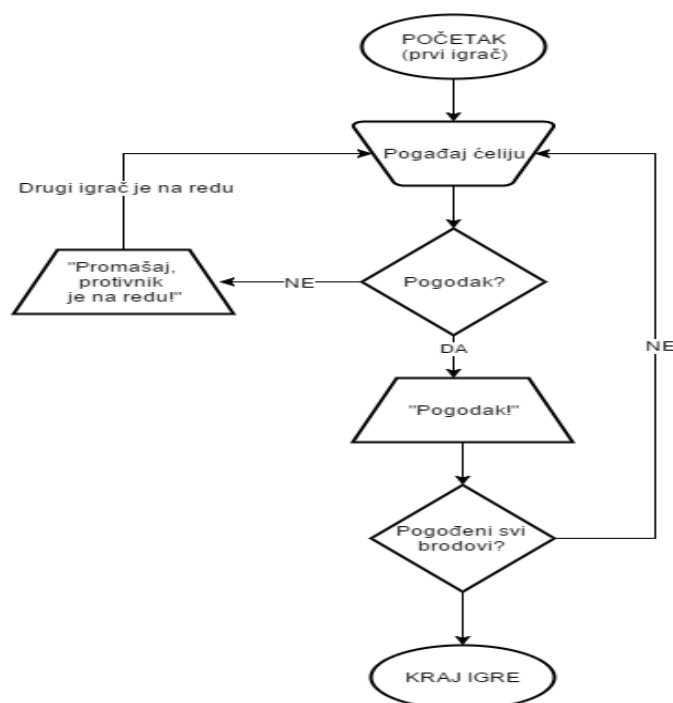 POČETAK
(prvi igrač)
Pogađaj ćeliju
Drugi igrač je na redu
"Promašaj,
protivnik
je na redu!"
NE
Pogodak?
DA
NE
"Pogodak!"
Pogođeni svi
brodovi?
KRAJ IGRE